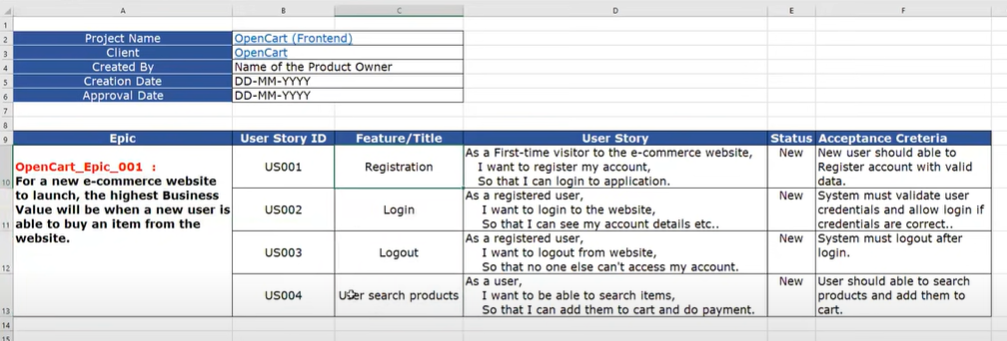 A B C D E F
1
2 Project Name OpenCart (Frontend)
3 Client OpenCart
4 Created By Name of the Product Owner
5 Creation Date DD-MM-YYYY
6 Approval Date DD-MM-YYYY
7
8
9 Epic User Story ID Feature/Title User Story Status Acceptance Creteria
OpenCart_Epic_001 :
For a new e-commerce website
to launch, the highest Business
Value will be when a new user is
able to buy an item from the
website.
10 US001 Registration
As a First-time visitor to the e-commerce website,
I want to register my account,
So that I can login to application.
New
New user should able to
Register account with valid
data.
11 US002 Login
As a registered user,
I want to login to the website,
So that I can see my account details etc..
New
System must validate user
credentials and allow login if
credentials are correct..
12 US003 Logout
As a registered user,
I want to logout from website,
So that no one else can't access my account.
New
System must logout after
login.
13 US004 User search products
As a user,
I want to be able to search items,
So that I can add them to cart and do payment.
New
User should able to search
products and add them to
cart.
14
15